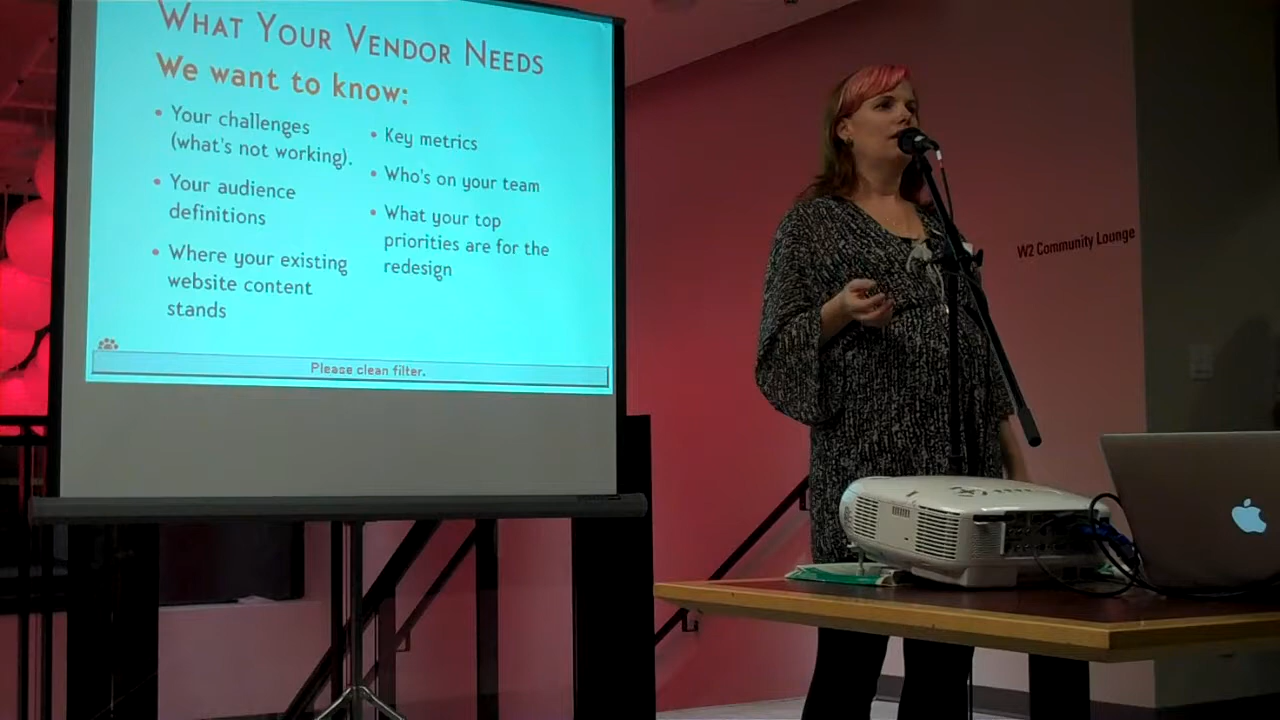 WHAT YOUR VENDOR NEEDS
We want to know:
• Your challenges
(what's not working).
• Your audience
definitions
• Where your existing
website content
stands
• Key metrics
• Who's on your team
• What your top
priorities are for the
redesign
Please clean filter.
W2 Community Lounge